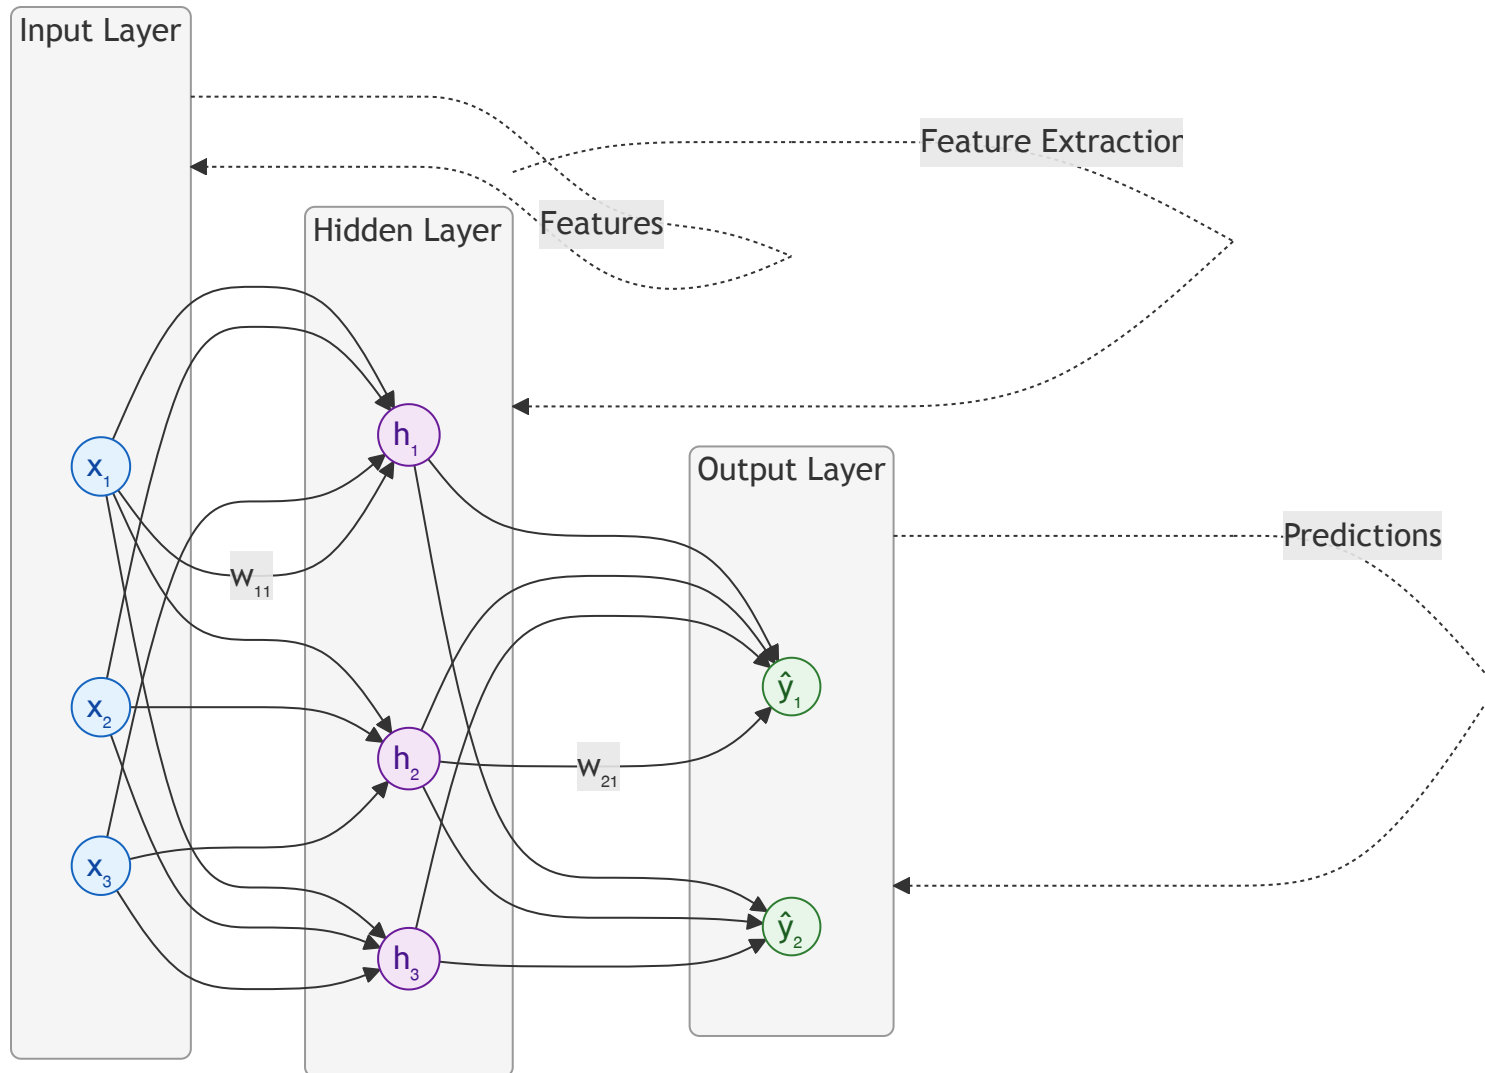 Input Layer
Feature Extraction
Features
Hidden Layer
h₁
x₁
Output Layer
Predictions
w₁₁
ŷ₁
x₂
h₂
w₂₁
x₃
ŷ₂
h₃